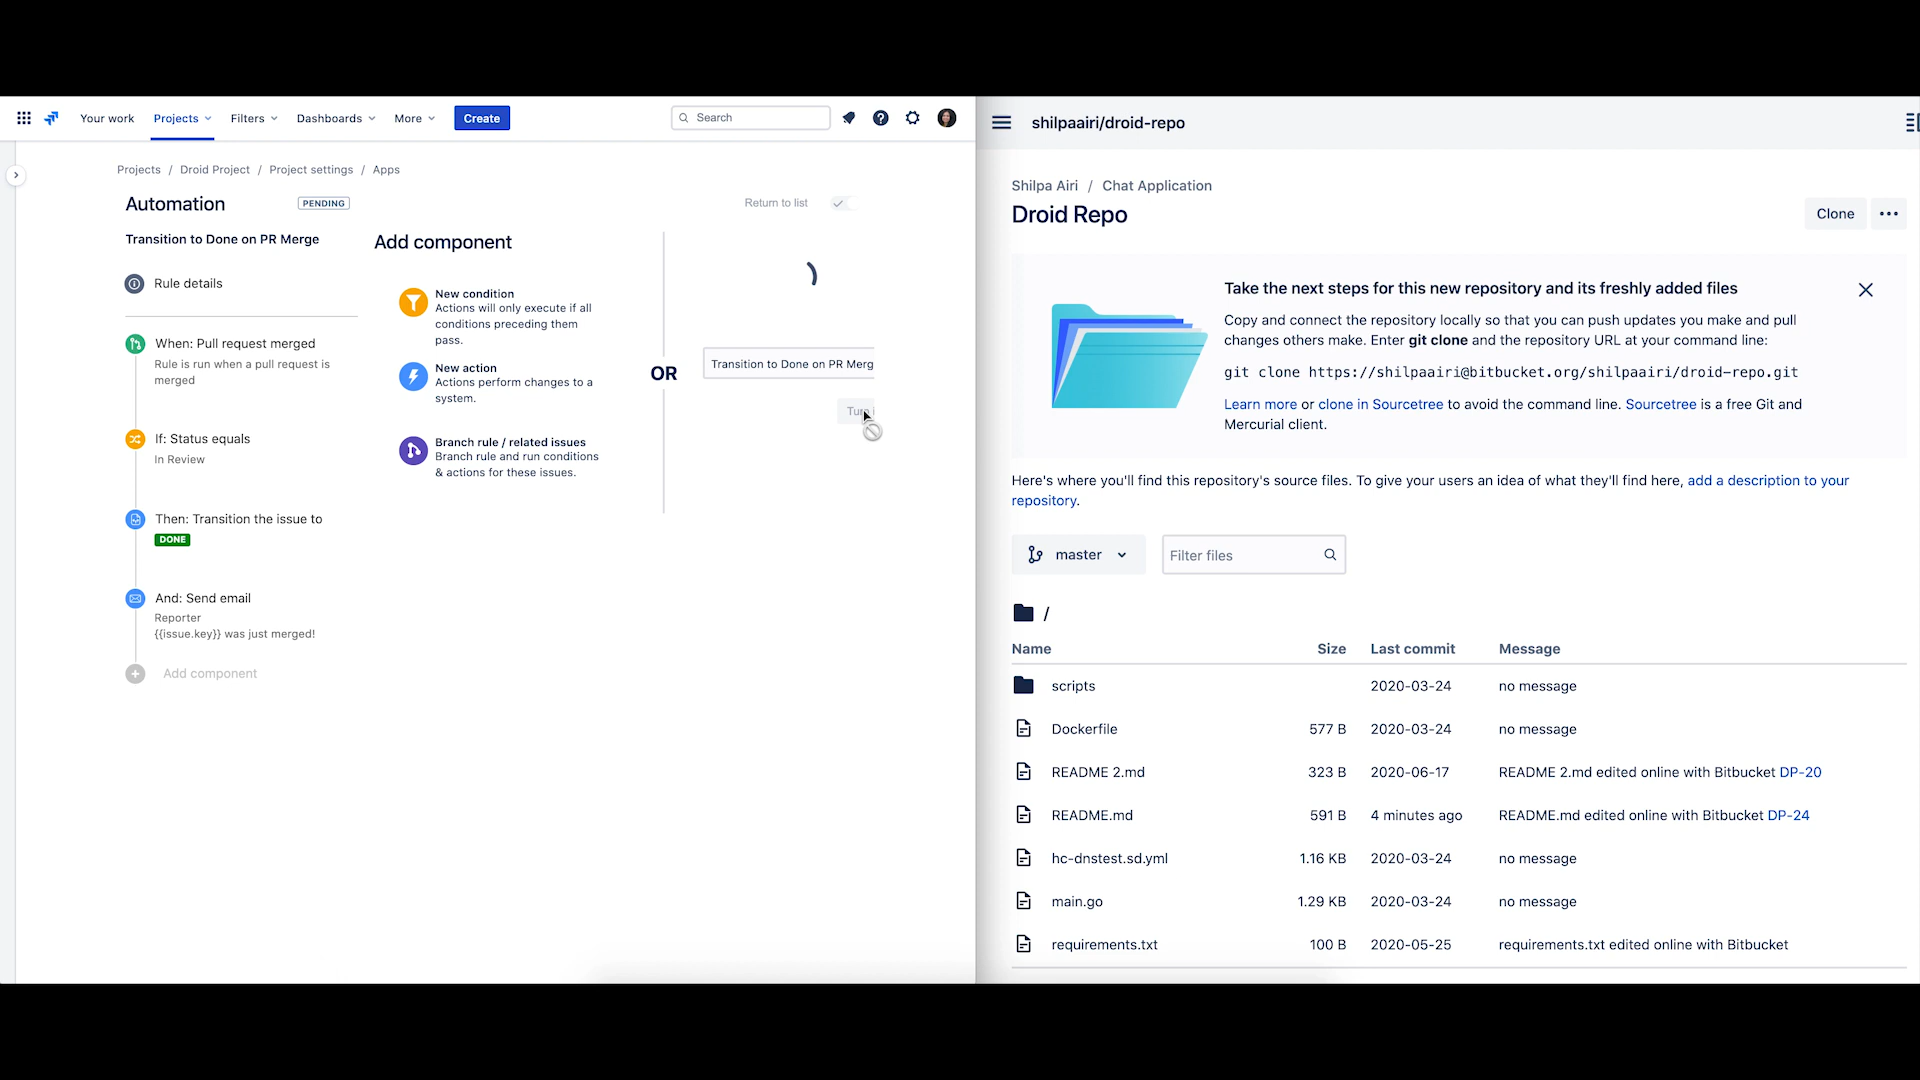 Your work
Projects
Filters
Dashboards
More
Create
Search
Projects / Droid Project / Project settings / Apps
Automation
PENDING
Return to list
Transition to Done on PR Merge
Rule details
When: Pull request merged
Rule is run when a pull request is
merged
If: Status equals
In Review
Then: Transition the issue to
DONE
And: Send email
Reporter
{{issue.key}} was just merged!
Add component
Add component
New condition
Actions will only execute if all
conditions preceding them
pass.
New action
Actions perform changes to a
system.
Branch rule / related issues
Branch rule and run conditions
& actions for these issues.
OR
Transition to Done on PR Merg
shilpaairi/droid-repo
Shilpa Airi / Chat Application
Droid Repo
Clone
Take the next steps for this new repository and its freshly added files
Copy and connect the repository locally so that you can push updates you make and pull
changes others make. Enter git clone and the repository URL at your command line:
git clone https://shilpaairi@bitbucket.org/shilpaairi/droid-repo.git
Learn more or clone in Sourcetree to avoid the command line. Sourcetree is a free Git and
Mercurial client.
Here's where you'll find this repository's source files. To give your users an idea of what they'll find here, add a description to your
repository.
master
Filter files
/
Name Size Last commit Message
scripts 2020-03-24 no message
Dockerfile 577 B 2020-03-24 no message
README 2.md 323 B 2020-06-17 README 2.md edited online with Bitbucket DP-20
README.md 591 B 4 minutes ago README.md edited online with Bitbucket DP-24
hc-dnstest.sd.yml 1.16 KB 2020-03-24 no message
main.go 1.29 KB 2020-03-24 no message
requirements.txt 100 B 2020-05-25 requirements.txt edited online with Bitbucket